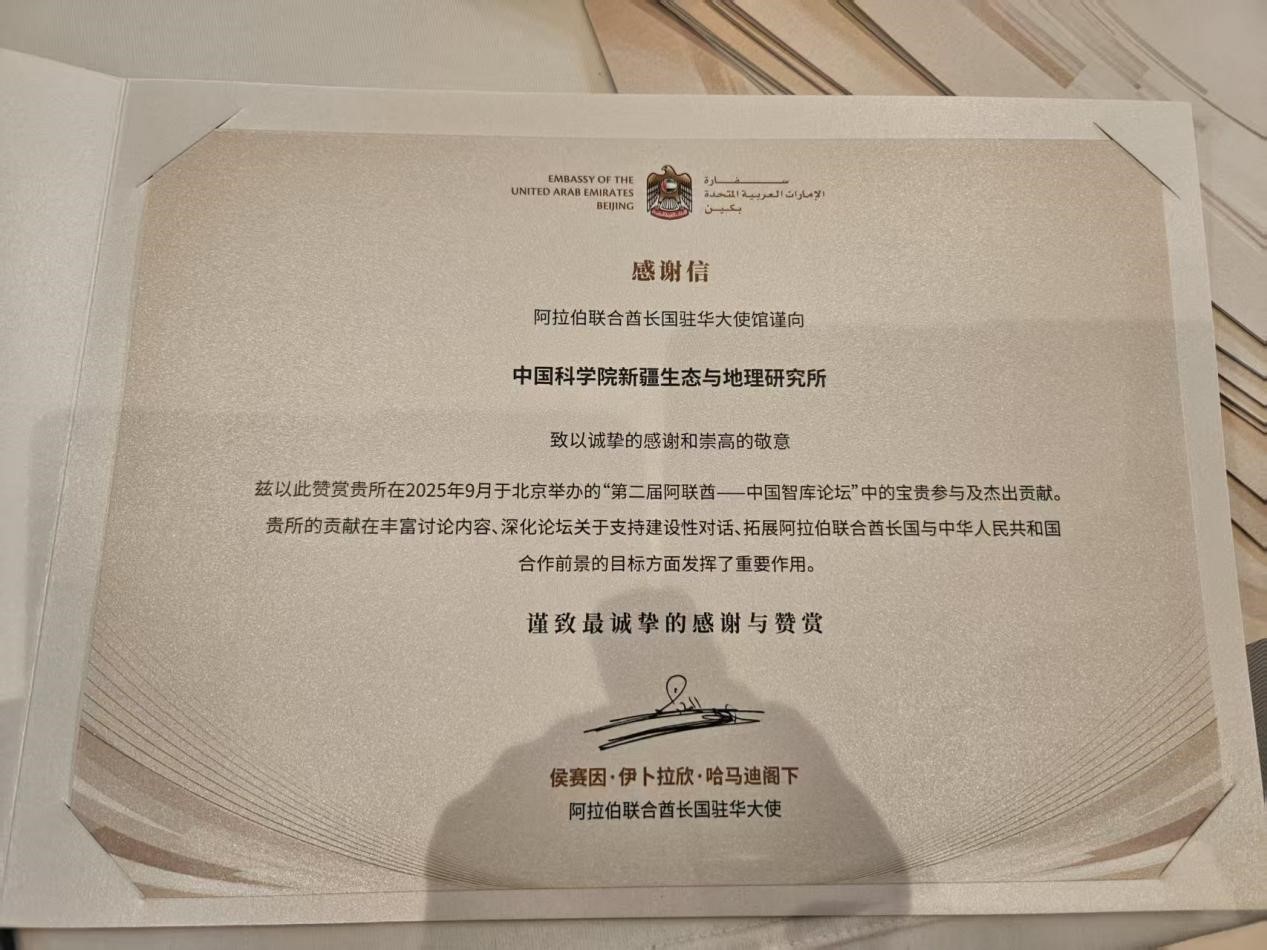 EMBASSY OF THE
UNITED ARAB EMIRATES
BEIJING
سفارة
الإمارات العربية المتحدة
بكين
感谢信
阿拉伯联合酋长国驻华大使馆谨向
中国科学院新疆生态与地理研究所
致以诚挚的感谢和崇高的敬意
兹以此赞赏贵所在2025年9月于北京举办的“第二届阿联酋——中国智库论坛”中的宝贵参与及杰出贡献。
贵所的贡献在丰富讨论内容、深化论坛关于支持建设性对话、拓展阿拉伯联合酋长国与中华人民共和国
合作前景的目标方面发挥了重要作用。
谨致最诚挚的感谢与赞赏
侯赛因·伊卜拉欣·哈马迪阁下
阿拉伯联合酋长国驻华大使